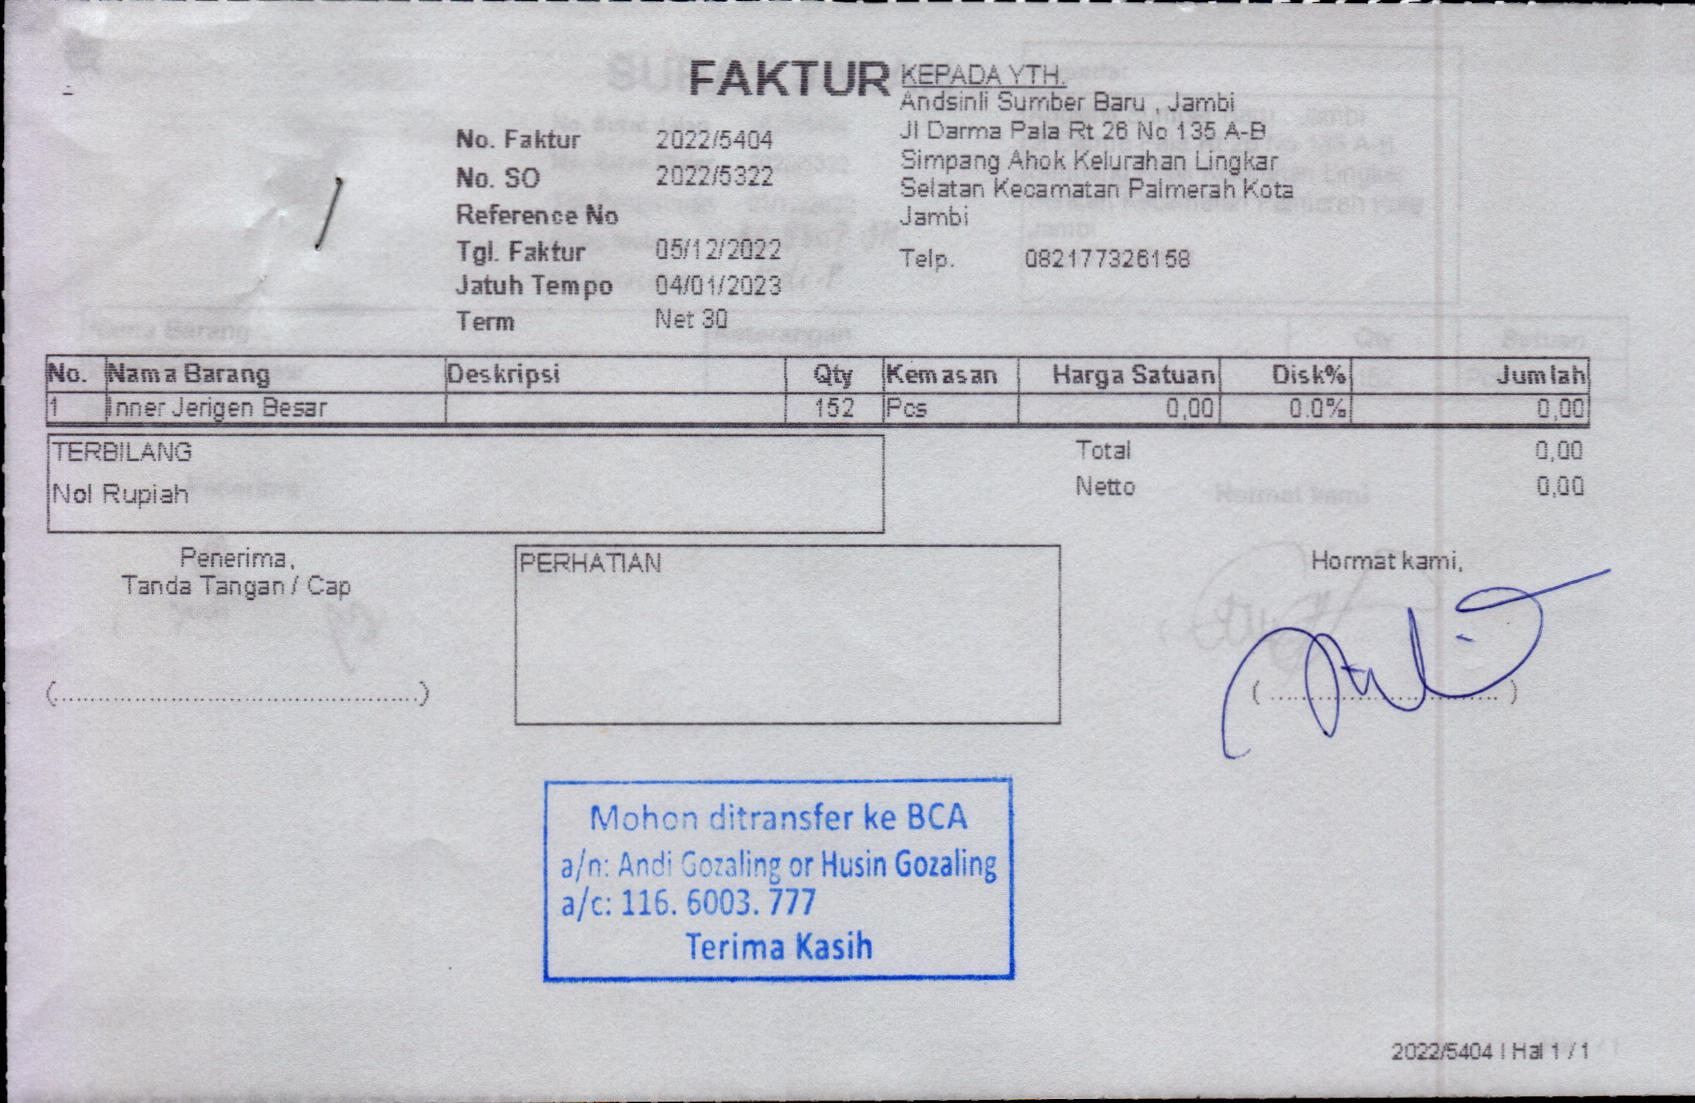 FAKTUR
KEPADA YTH.
Andsinli Sumber Baru , Jambi
Jl Darma Pala Rt 26 No 135 A-B
Simpang Ahok Kelurahan Lingkar
Selatan Kecamatan Palmerah Kota
Jambi
Telp. 082177326158
No. Faktur 2022/5404
No. SO 2022/5322
Reference No
Tgl. Faktur 05/12/2022
Jatuh Tempo 04/01/2023
Term Net 30
No. Nama Barang Deskripsi Qty Kemasan Harga Satuan Disk% Jumlah
1 Inner Jerigen Besar 152 Pcs 0,00 0.0% 0,00
TERBILANG
Nol Rupiah
Total 0,00
Netto 0,00
Penerima,
Tanda Tangan / Cap
(..................................................)
PERHATIAN
Hormat kami,
( ................................ )
Mohon ditransfer ke BCA
a/n: Andi Gozaling or Husin Gozaling
a/c: 116. 6003. 777
Terima Kasih
2022/5404 | Hal 1 / 1